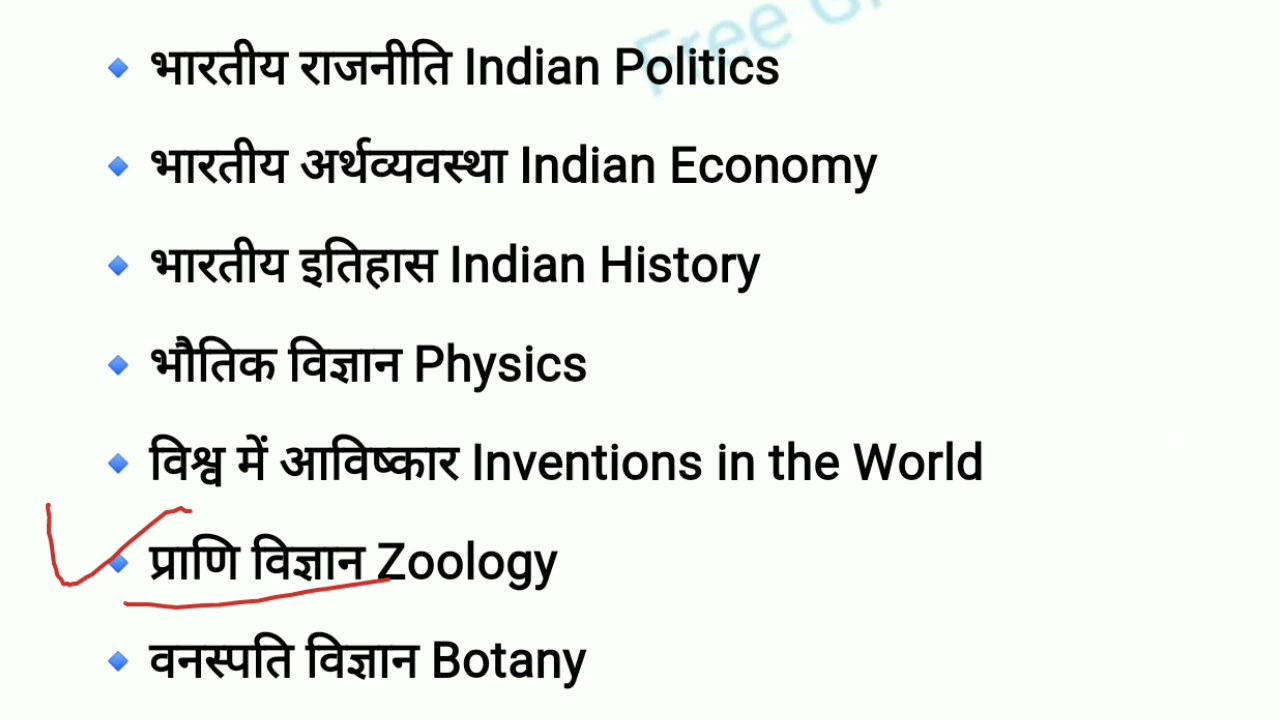 Free
भारतीय राजनीति Indian Politics
भारतीय अर्थव्यवस्था Indian Economy
भारतीय इतिहास Indian History
भौतिक विज्ञान Physics
विश्व में आविष्कार Inventions in the World
प्राणि विज्ञान Zoology
वनस्पति विज्ञान Botany